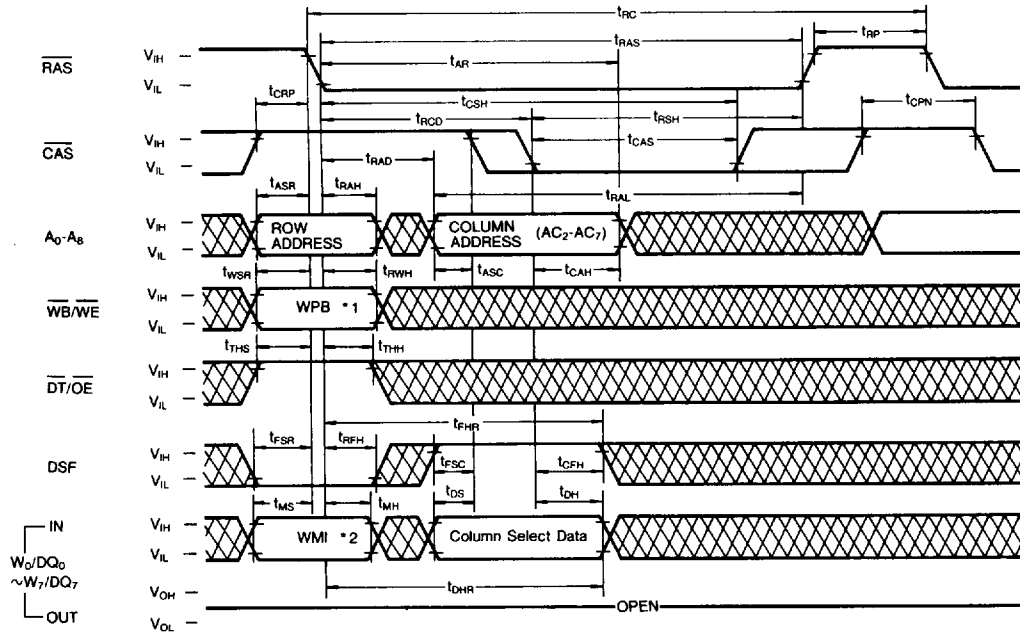 tRC
tRAS
tRP
RAS
VIH
VIL
tAR
tCRP
tCSH
tCPN
tRCD
tRSH
CAS
VIH
VIL
tCAS
tRAD
tASR
tRAH
tRAL
A0-A8
VIH
VIL
ROW ADDRESS
COLUMN ADDRESS (AC2-AC7)
tWSR
tRWH
tASC
tCAH
WB/WE
VIH
VIL
WPB *1
tTHS
tTHH
DT/OE
VIH
VIL
tFHR
tFSR
tRFH
DSF
VIH
VIL
tFSC
tCFH
tMS
tMH
tDS
tDH
IN
VIH
VIL
WMI *2
Column Select Data
W0/DQ0
~W7/DQ7
tDHR
OUT
VOH
VOL
OPEN